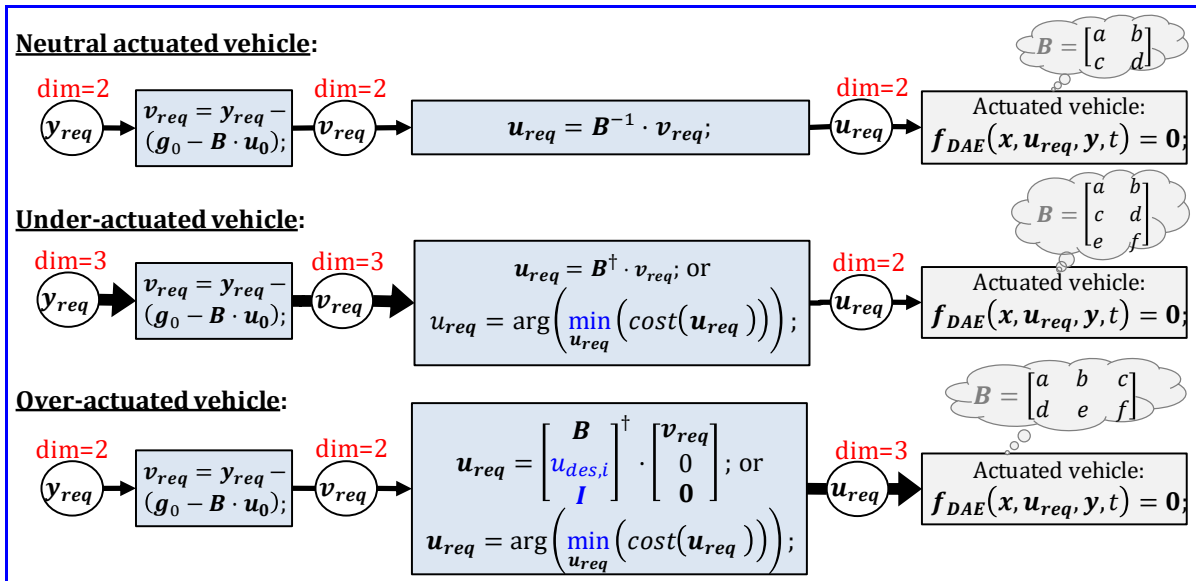 Neutral actuated vehicle:
B = [a b
c d]
dim=2
dim=2
dim=2
y_req
v_req = y_req −
(g_0 − B · u_0);
v_req
u_req = B^−1 · v_req;
u_req
Actuated vehicle:
f_DAE(x, u_req, y, t) = 0;
Under-actuated vehicle:
B = [a b
c d
e f]
dim=3
dim=3
dim=2
y_req
v_req = y_req −
(g_0 − B · u_0);
v_req
u_req = B^† · v_req; or
u_req = arg(min_{u_req}(cost(u_req)));
u_req
Actuated vehicle:
f_DAE(x, u_req, y, t) = 0;
Over-actuated vehicle:
B = [a b c
d e f]
dim=2
dim=2
dim=3
y_req
v_req = y_req −
(g_0 − B · u_0);
v_req
u_req = [B
u_des,i
I]^† · [v_req
0
0]; or
u_req = arg(min_{u_req}(cost(u_req)));
u_req
Actuated vehicle:
f_DAE(x, u_req, y, t) = 0;